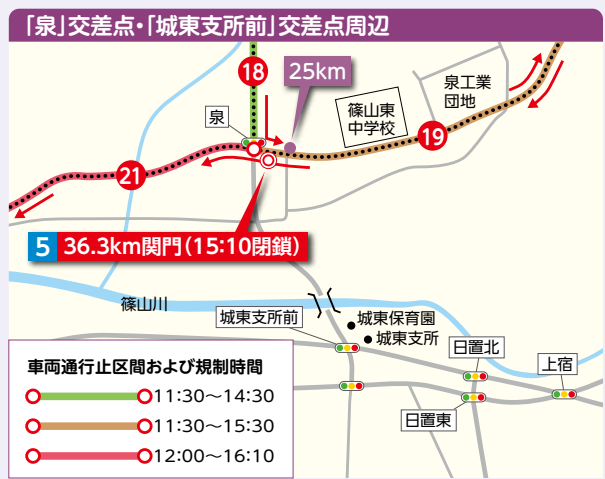 「泉」交差点・「城東支所前」交差点周辺
18
25km
泉工業
団地
篠山東
中学校
泉
19
21
5 36.3km関門（15:10閉鎖）
篠山川
城東支所前
城東保育園
城東支所
日置北
上宿
日置東
車両通行止区間および規制時間
11:30～14:30
11:30～15:30
12:00～16:10